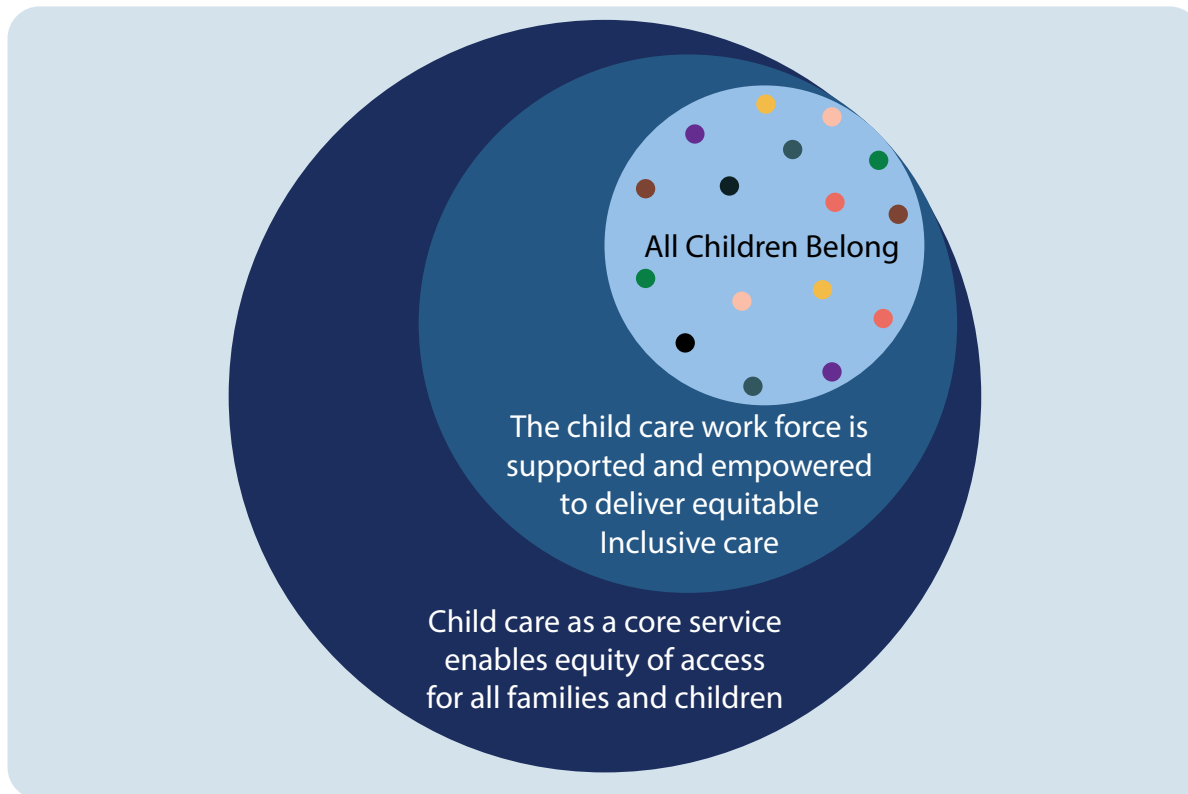 All Children Belong
The child care work force is
supported and empowered
to deliver equitable
Inclusive care
Child care as a core service
enables equity of access
for all families and children